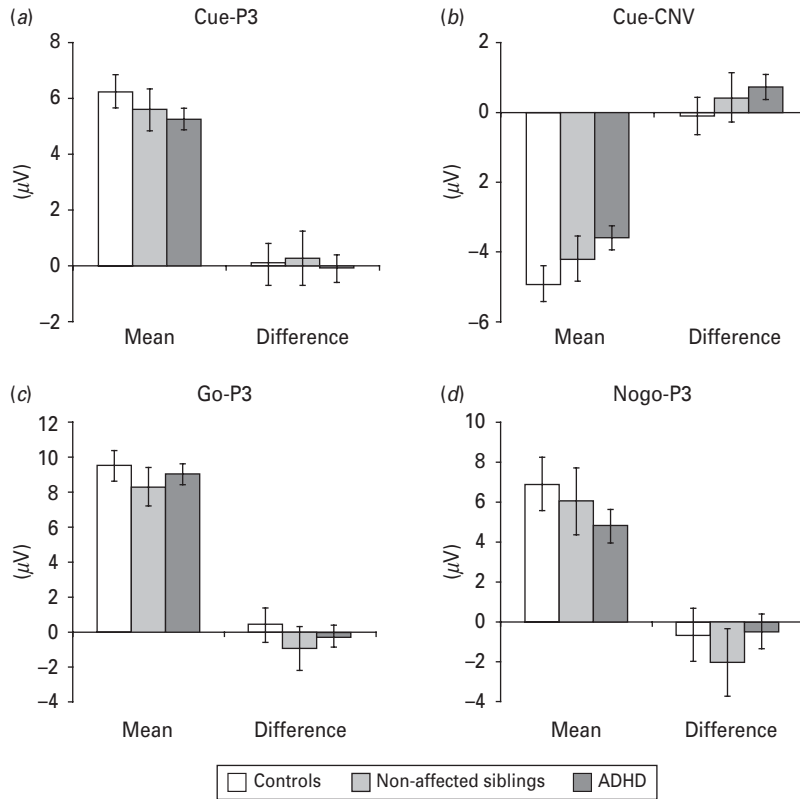 (a) Cue-P3
(μV)
8
6
4
2
0
–2
Mean Difference
(b) Cue-CNV
(μV)
2
0
2
–4
–6
Mean Difference
(c) Go-P3
(μV)
12
10
8
6
4
2
0
–2
–4
Mean Difference
(d) Nogo-P3
(μV)
10
8
6
4
2
0
–2
–4
Mean Difference
Controls Non-affected siblings ADHD